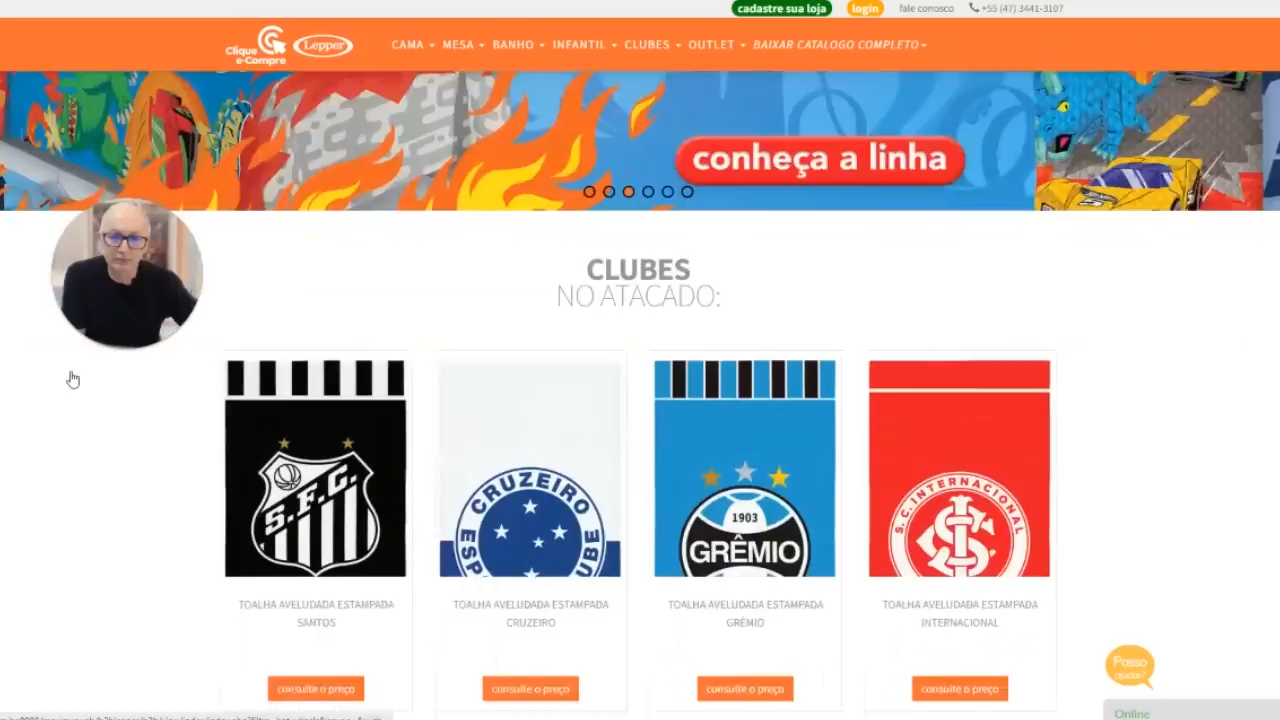 cadastre sua loja login fale conosco +55 (47) 3441-3107
Clique
e-Compre
Lepper
CAMA MESA BANHO INFANTIL CLUBES OUTLET BAIXAR CATALOGO COMPLETO
conheça a linha
CLUBES
NO ATACADO:
S.F.C.
CRUZEIRO
1903
GRÊMIO
S. C. INTERNACIONAL
TOALHA AVELUDADA ESTAMPADA
SANTOS
TOALHA AVELUDADA ESTAMPADA
CRUZEIRO
TOALHA AVELUDADA ESTAMPADA
GRÊMIO
TOALHA AVELUDADA ESTAMPADA
INTERNACIONAL
consulte o preço consulte o preço consulte o preço consulte o preço
Posso
ajudar?
Online